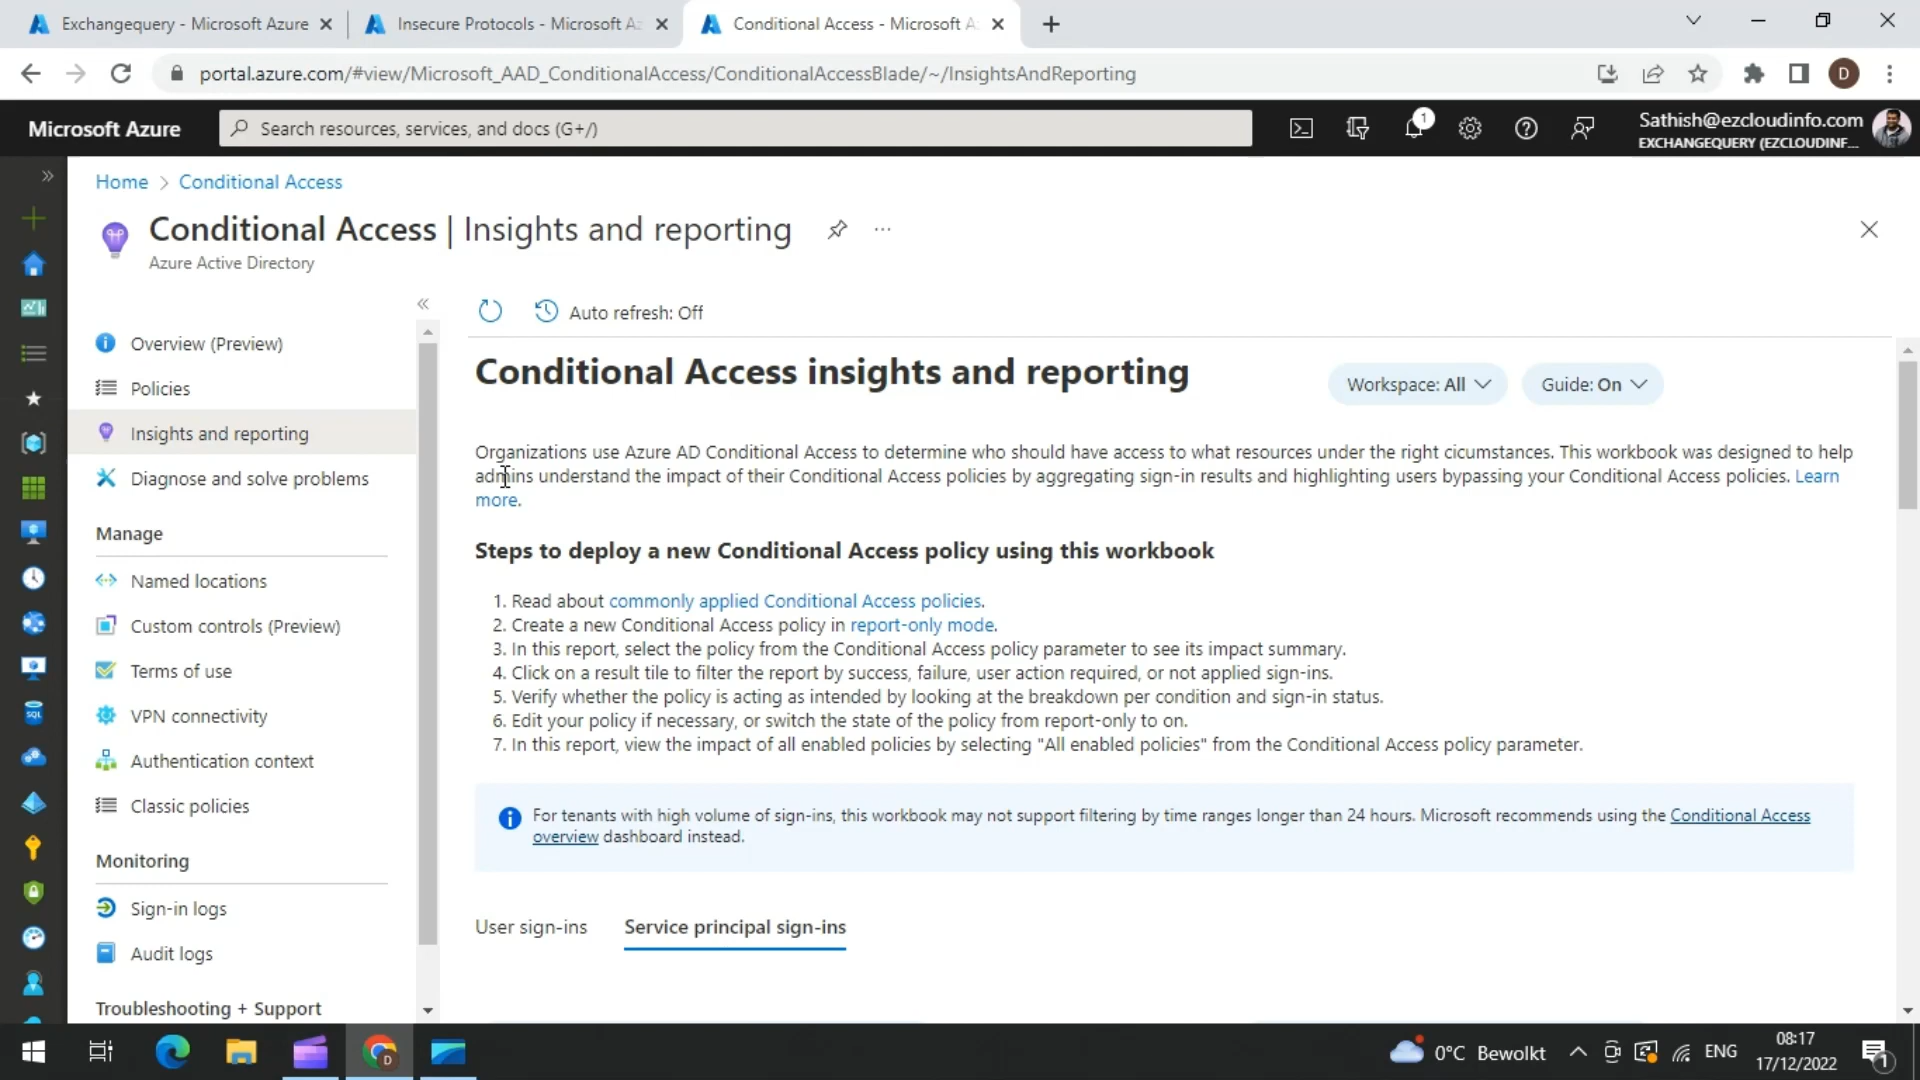 Exchangequery - Microsoft Azure
Insecure Protocols - Microsoft Az
Conditional Access - Microsoft A
portal.azure.com/#view/Microsoft_AAD_ConditionalAccess/ConditionalAccessBlade/~/InsightsAndReporting
D
Microsoft Azure
Search resources, services, and docs (G+/)
1
Sathish@ezcloudinfo.com
EXCHANGEQUERY (EZCLOUDINF...
Home > Conditional Access
Conditional Access | Insights and reporting
Azure Active Directory
Overview (Preview)
Policies
Insights and reporting
Diagnose and solve problems
Manage
Named locations
Custom controls (Preview)
Terms of use
VPN connectivity
Authentication context
Classic policies
Monitoring
Sign-in logs
Audit logs
Troubleshooting + Support
SQL
Auto refresh: Off
Conditional Access insights and reporting
Workspace: All
Guide: On
Organizations use Azure AD Conditional Access to determine who should have access to what resources under the right cicumstances. This workbook was designed to help
admins understand the impact of their Conditional Access policies by aggregating sign-in results and highlighting users bypassing your Conditional Access policies. Learn
more.
Steps to deploy a new Conditional Access policy using this workbook
1. Read about commonly applied Conditional Access policies.
2. Create a new Conditional Access policy in report-only mode.
3. In this report, select the policy from the Conditional Access policy parameter to see its impact summary.
4. Click on a result tile to filter the report by success, failure, user action required, or not applied sign-ins.
5. Verify whether the policy is acting as intended by looking at the breakdown per condition and sign-in status.
6. Edit your policy if necessary, or switch the state of the policy from report-only to on.
7. In this report, view the impact of all enabled policies by selecting "All enabled policies" from the Conditional Access policy parameter.
For tenants with high volume of sign-ins, this workbook may not support filtering by time ranges longer than 24 hours. Microsoft recommends using the Conditional Access
overview dashboard instead.
User sign-ins
Service principal sign-ins
D
0°C Bewolkt
ENG
08:17
17/12/2022
1